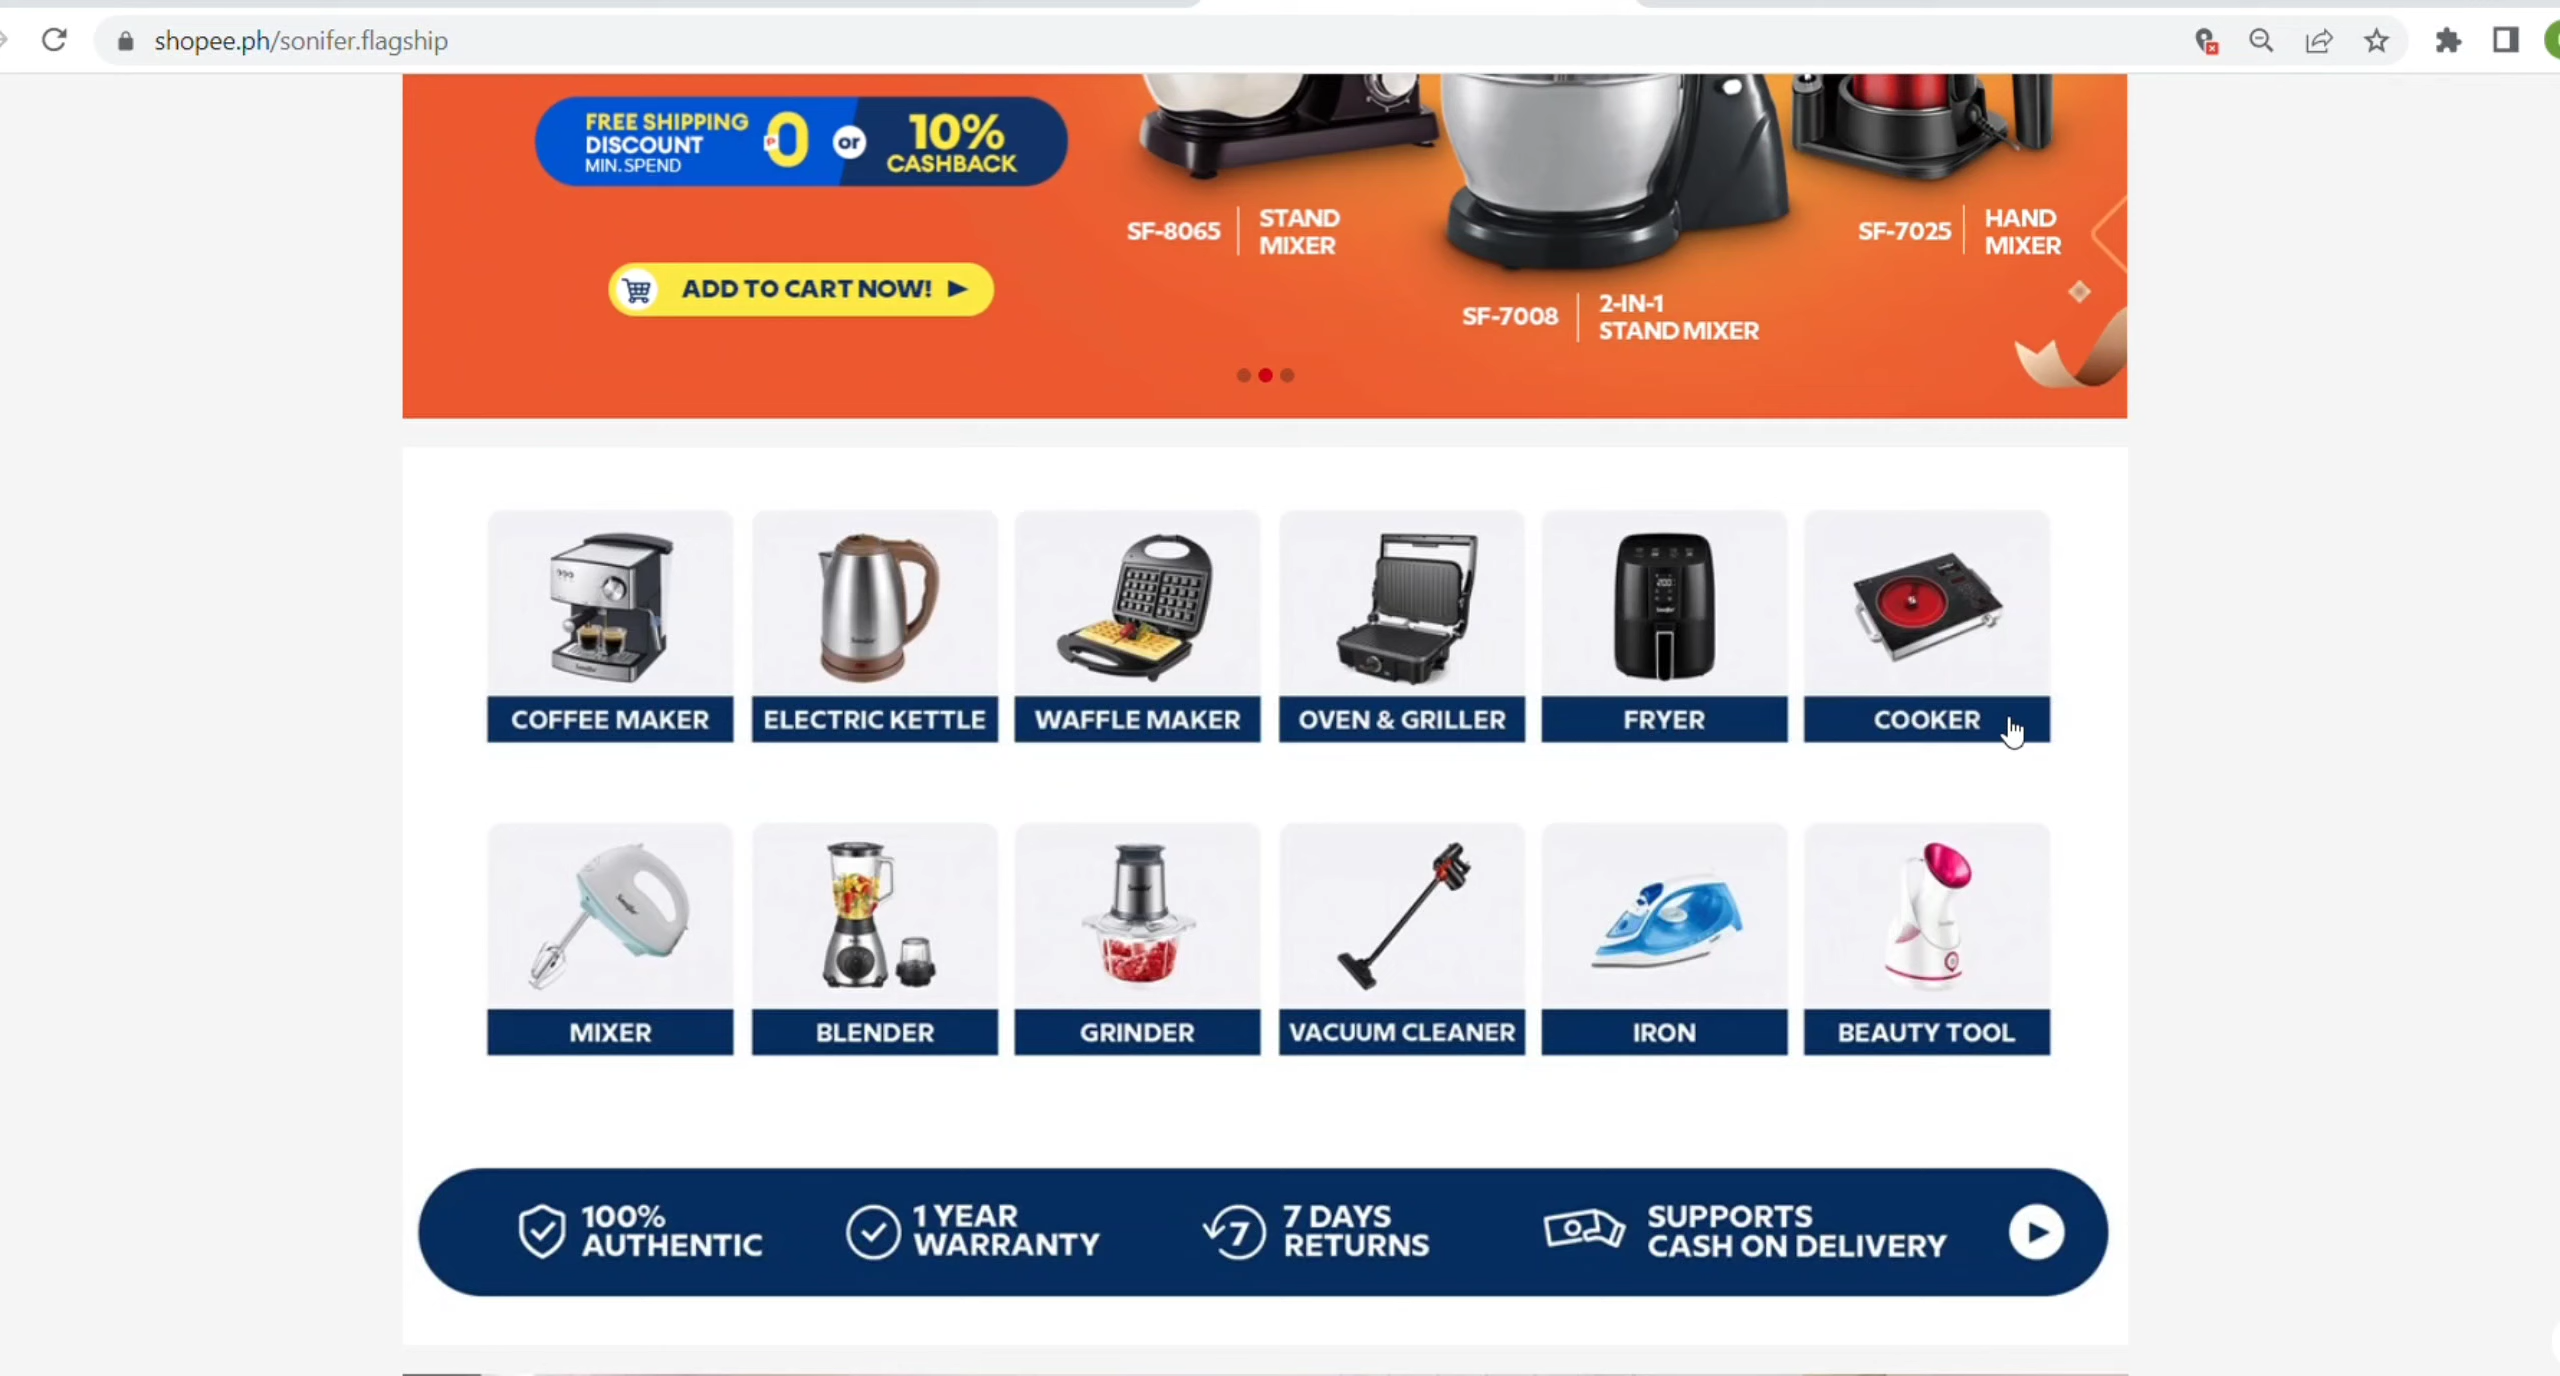 shopee.ph/sonifer.flagship
FREE SHIPPING
DISCOUNT
MIN. SPEND
₱0
or
10%
CASHBACK
ADD TO CART NOW!
SF-8065
STAND
MIXER
SF-7008
2-IN-1
STAND MIXER
SF-7025
HAND
MIXER
COFFEE MAKER
ELECTRIC KETTLE
WAFFLE MAKER
OVEN & GRILLER
FRYER
COOKER
MIXER
BLENDER
GRINDER
VACUUM CLEANER
IRON
BEAUTY TOOL
100%
AUTHENTIC
1 YEAR
WARRANTY
7
7 DAYS
RETURNS
SUPPORTS
CASH ON DELIVERY